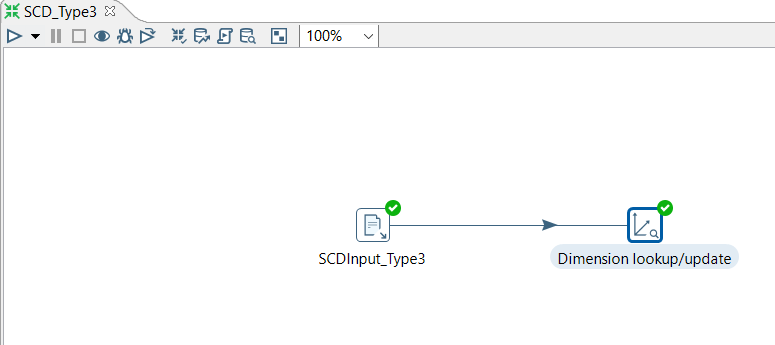 SCD_Type3
100%
SCDInput_Type3
Dimension lookup/update